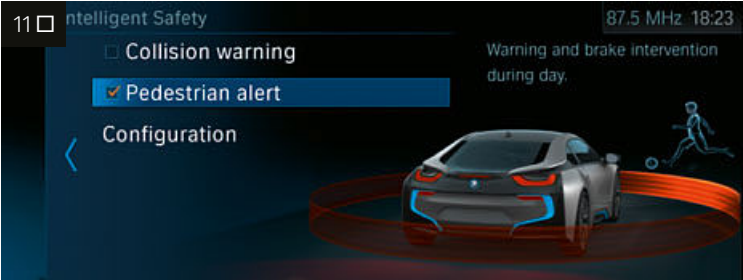 11
ntelligent Safety
87.5 MHz 18:23
Collision warning
Pedestrian alert
Configuration
Warning and brake intervention
during day.